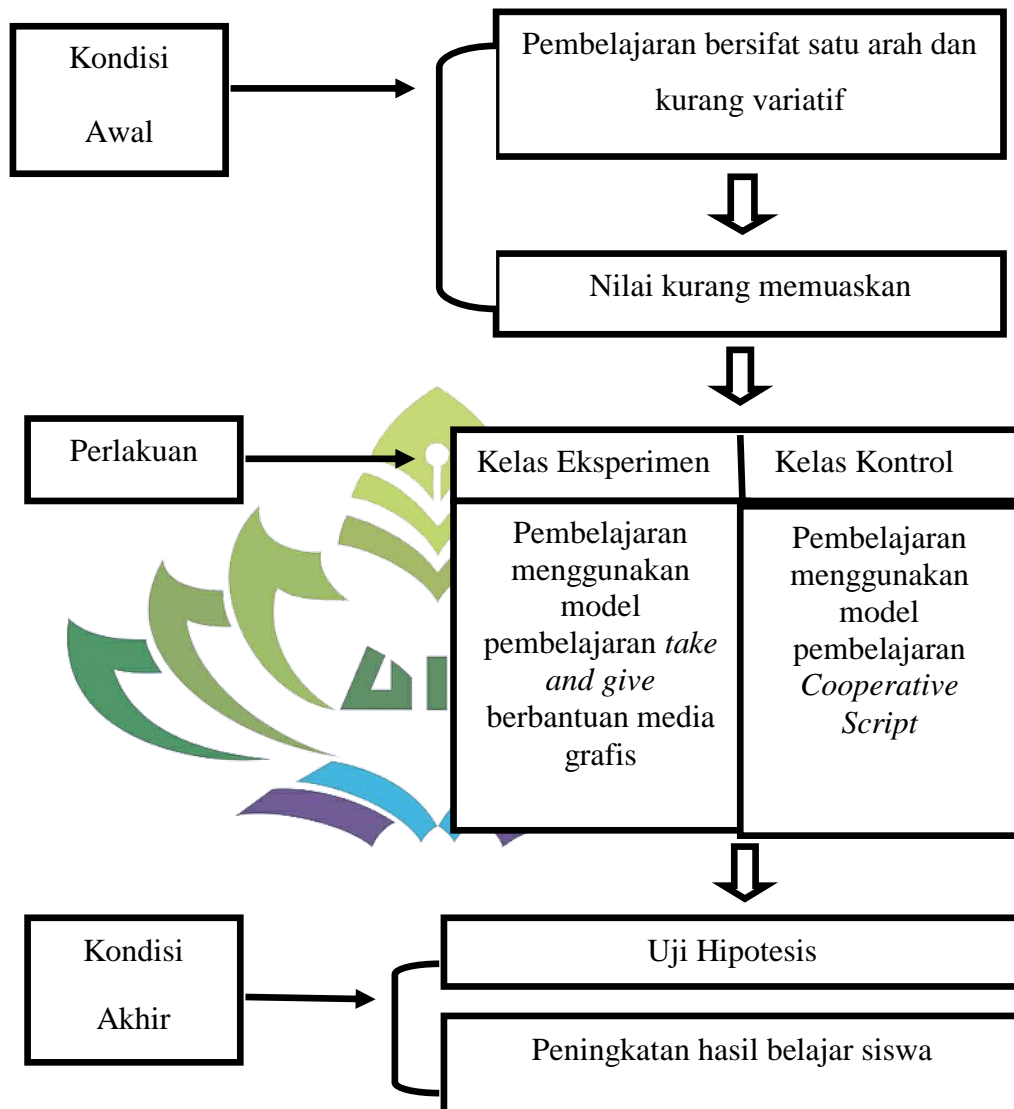 Kondisi
Awal
Pembelajaran bersifat satu arah dan
kurang variatif
Nilai kurang memuaskan
Perlakuan
Kelas Eksperimen
Kelas Kontrol
Pembelajaran
menggunakan
model
pembelajaran take
and give
berbantuan media
grafis
Pembelajaran
menggunakan
model
pembelajaran
Cooperative
Script
Kondisi
Akhir
Uji Hipotesis
Peningkatan hasil belajar siswa